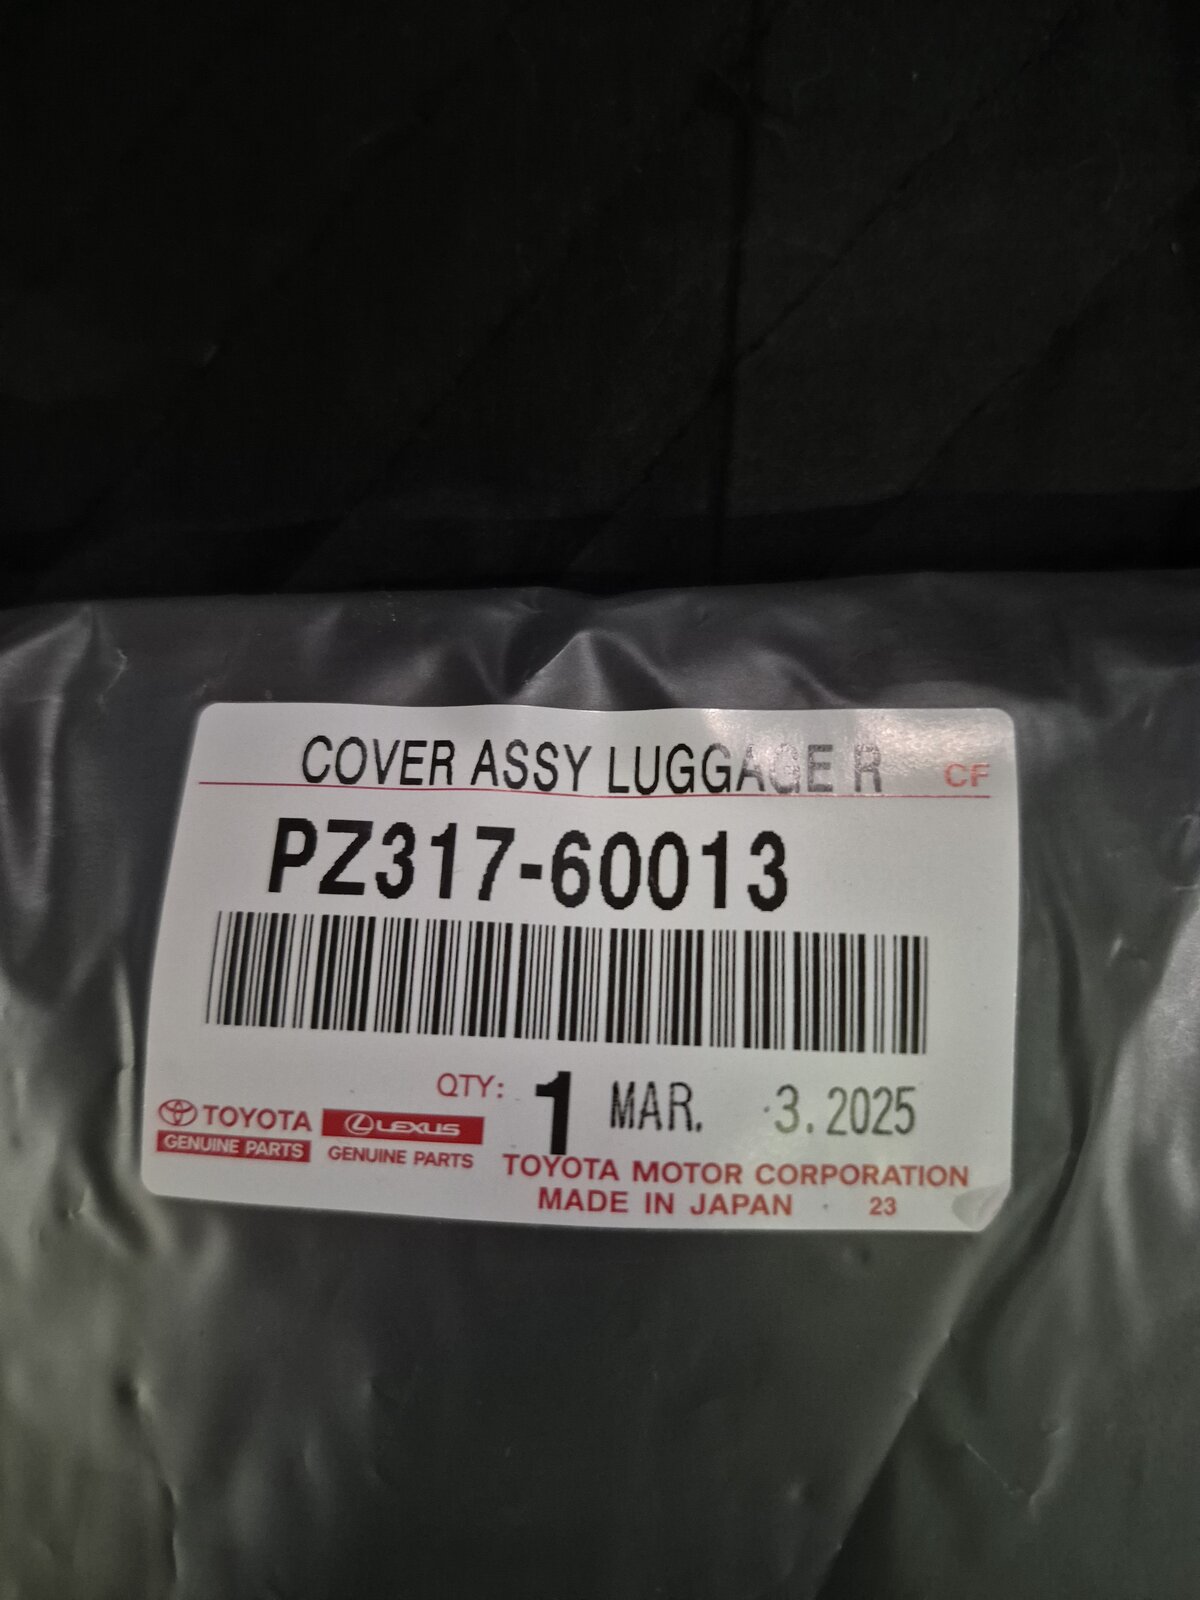 COVER ASSY LUGGAGE R CF
PZ317-60013
QTY: 1 MAR. 3.2025
TOYOTA LEXUS
GENUINE PARTS GENUINE PARTS
TOYOTA MOTOR CORPORATION
MADE IN JAPAN 23